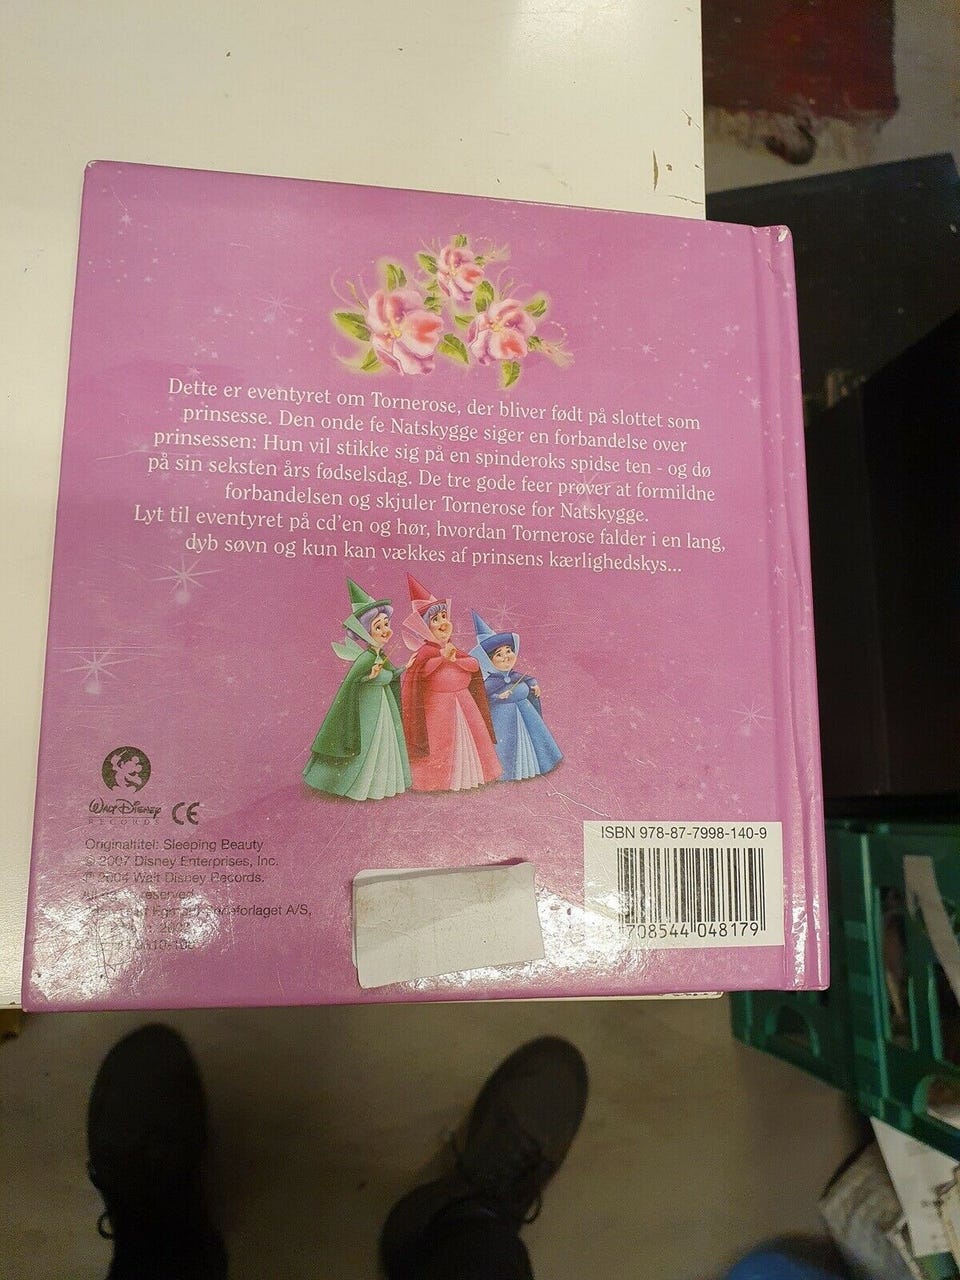 Dette er eventyret om Tornerose, der bliver født på slottet som
prinsesse. Den onde fe Natskygge siger en forbandelse over
prinsessen: Hun vil stikke sig på en spinderoks spidse ten - og dø
på sin seksten års fødselsdag. De tre gode feer prøver at formildne
forbandelsen og skjuler Tornerose for Natskygge.
Lyt til eventyret på cd'en og hør, hvordan Tornerose falder i en lang,
dyb søvn og kun kan vækkes af prinsens kærlighedskys...
WALT DISNEY
RECORDS
CE
Originaltitel: Sleeping Beauty
© 2007 Disney Enterprises, Inc.
℗ 2004 Walt Disney Records.
reserved
A/S,
ISBN 978-87-7998-140-9
5 708544 048179